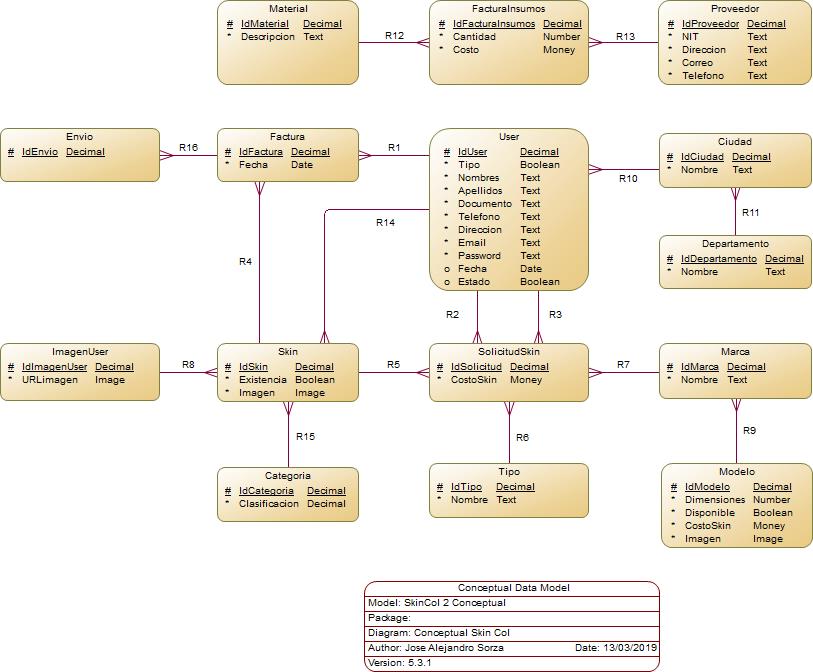 Material
# IdMaterial Decimal
* Descripcion Text
R12
FacturaInsumos
# IdFacturaInsumos Decimal
* Cantidad Number
* Costo Money
R13
Proveedor
# IdProveedor Decimal
* NIT Text
* Direccion Text
* Correo Text
* Telefono Text
Envio
# IdEnvio Decimal
R16
Factura
# IdFactura Decimal
* Fecha Date
R1
User
# IdUser Decimal
* Tipo Boolean
* Nombres Text
* Apellidos Text
* Documento Text
* Telefono Text
* Direccion Text
* Email Text
* Password Text
o Fecha Date
o Estado Boolean
R10
Ciudad
# IdCiudad Decimal
* Nombre Text
R11
Departamento
# IdDepartamento Decimal
* Nombre Text
R14
R4
R2
R3
ImagenUser
# IdImagenUser Decimal
* URLimagen Image
R8
Skin
# IdSkin Decimal
* Existencia Boolean
* Imagen Image
R5
SolicitudSkin
# IdSolicitud Decimal
* CostoSkin Money
R7
Marca
# IdMarca Decimal
* Nombre Text
R15
R6
R9
Categoria
# IdCategoria Decimal
* Clasificacion Decimal
Tipo
# IdTipo Decimal
* Nombre Text
Modelo
# IdModelo Decimal
* Dimensiones Number
* Disponible Boolean
* CostoSkin Money
* Imagen Image
Conceptual Data Model
Model: SkinCol 2 Conceptual
Package:
Diagram: Conceptual Skin Col
Author: Jose Alejandro Sorza Date: 13/03/2019
Version: 5.3.1